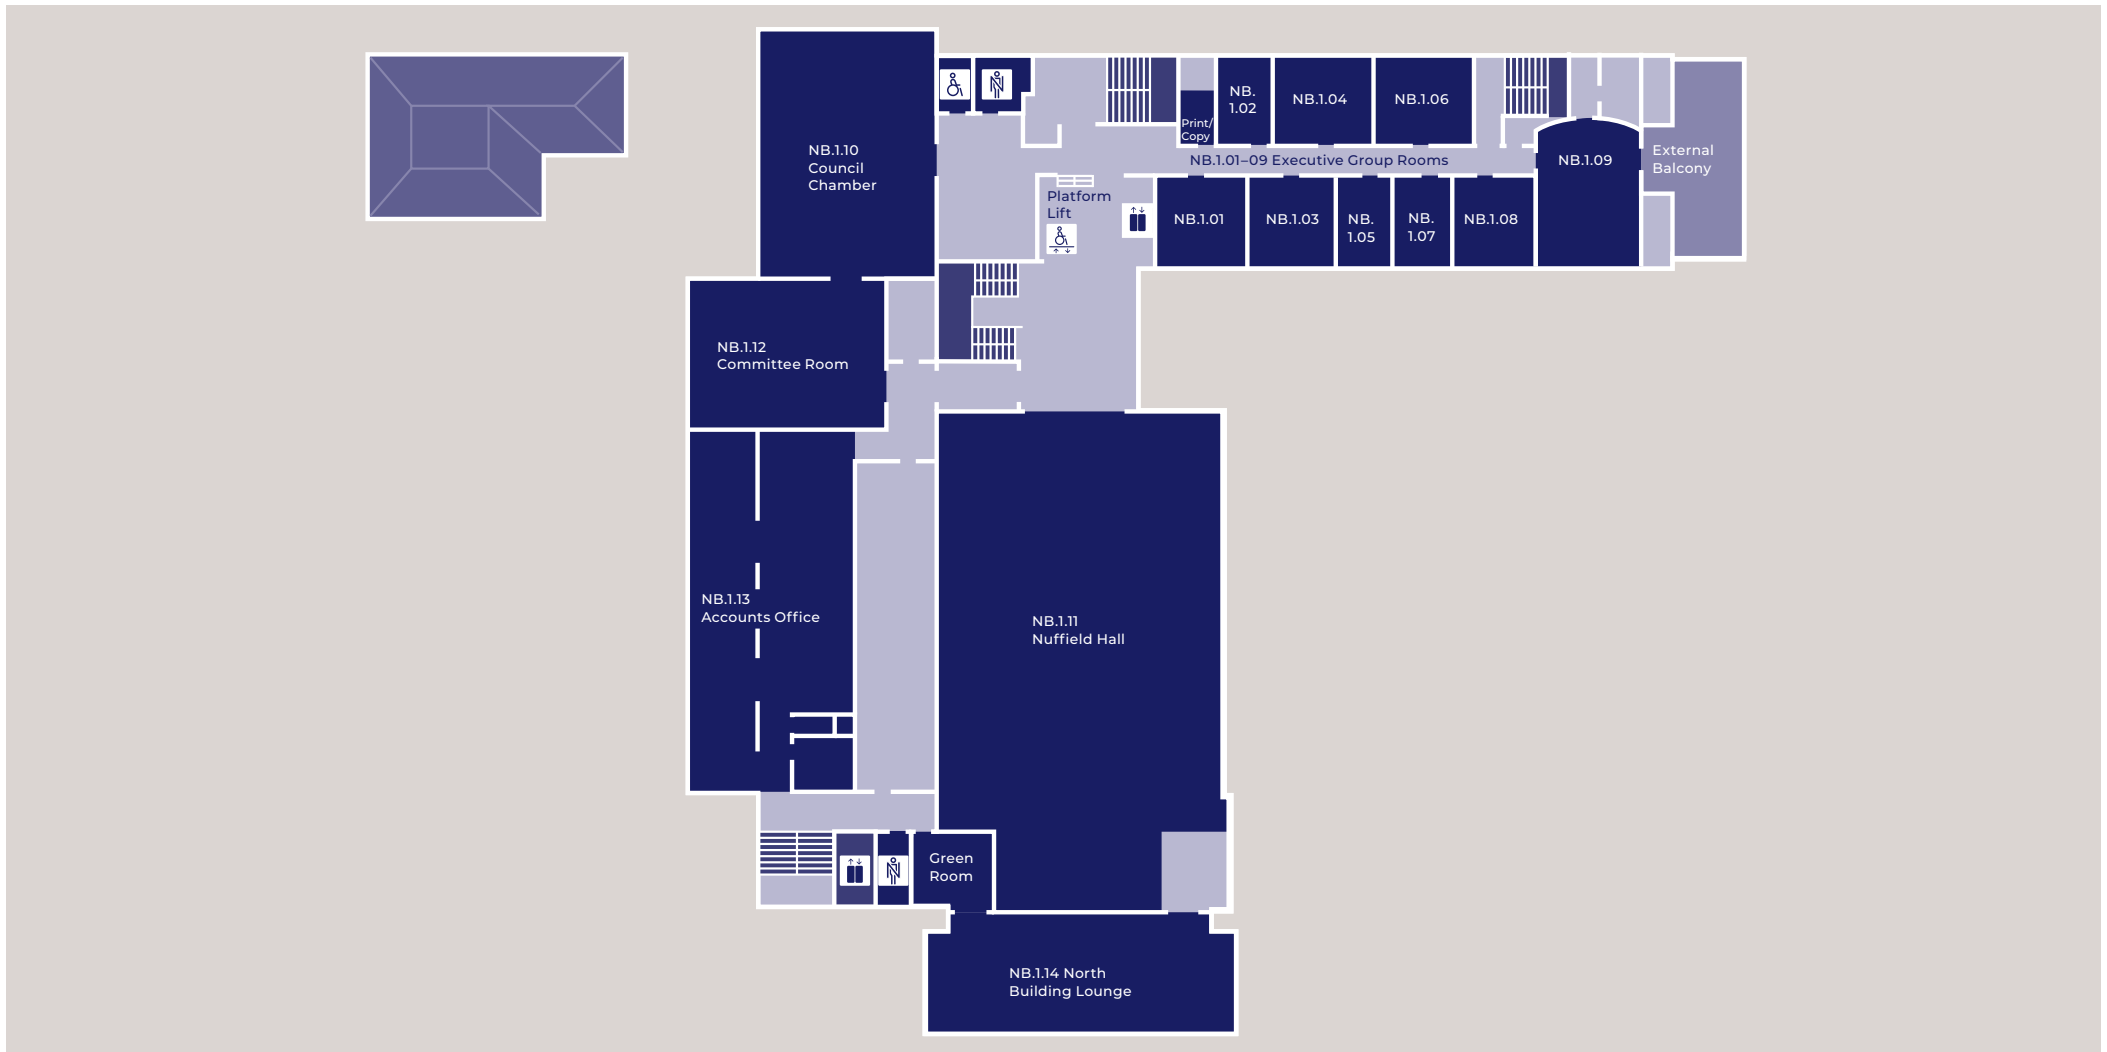 NB.1.10
Council
Chamber
NB.
1.02
NB.1.04
NB.1.06
Print/
Copy
NB.1.01–09 Executive Group Rooms
NB.1.09
External
Balcony
Platform
Lift
NB.1.01
NB.1.03
NB.
1.05
NB.
1.07
NB.1.08
NB.1.12
Committee Room
NB.1.13
Accounts Office
NB.1.11
Nuffield Hall
Green
Room
NB.1.14 North
Building Lounge